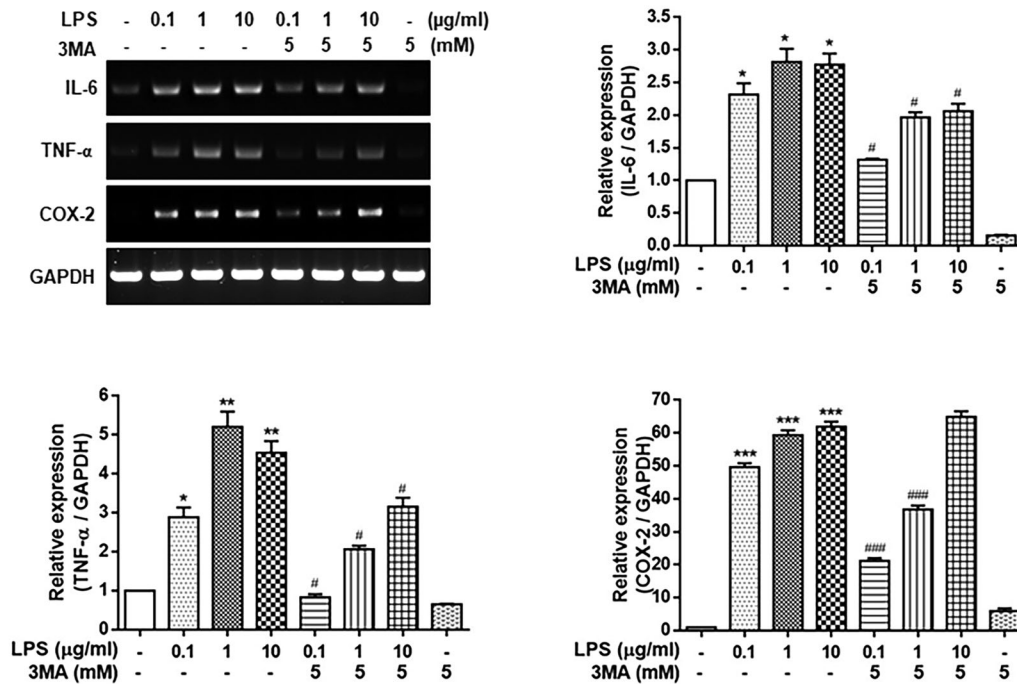 LPS - 0.1 1 10 0.1 1 10 - (μg/ml)
3MA - - - - 5 5 5 5 (mM)
IL-6
TNF-α
COX-2
GAPDH
Relative expression
(IL-6 / GAPDH)
3.5
3.0
2.5
2.0
1.5
1.0
0.5
0.0
* * * # # #
LPS (μg/ml) - 0.1 1 10 0.1 1 10 -
3MA (mM) - - - - 5 5 5 5
Relative expression
(TNF-α / GAPDH)
6
5
4
3
2
1
0
* ** ** # # #
LPS (μg/ml) - 0.1 1 10 0.1 1 10 -
3MA (mM) - - - - 5 5 5 5
Relative expression
(COX-2 / GAPDH)
70
60
50
40
30
20
10
0
*** *** *** ### ###
LPS (μg/ml) - 0.1 1 10 0.1 1 10 -
3MA (mM) - - - - 5 5 5 5